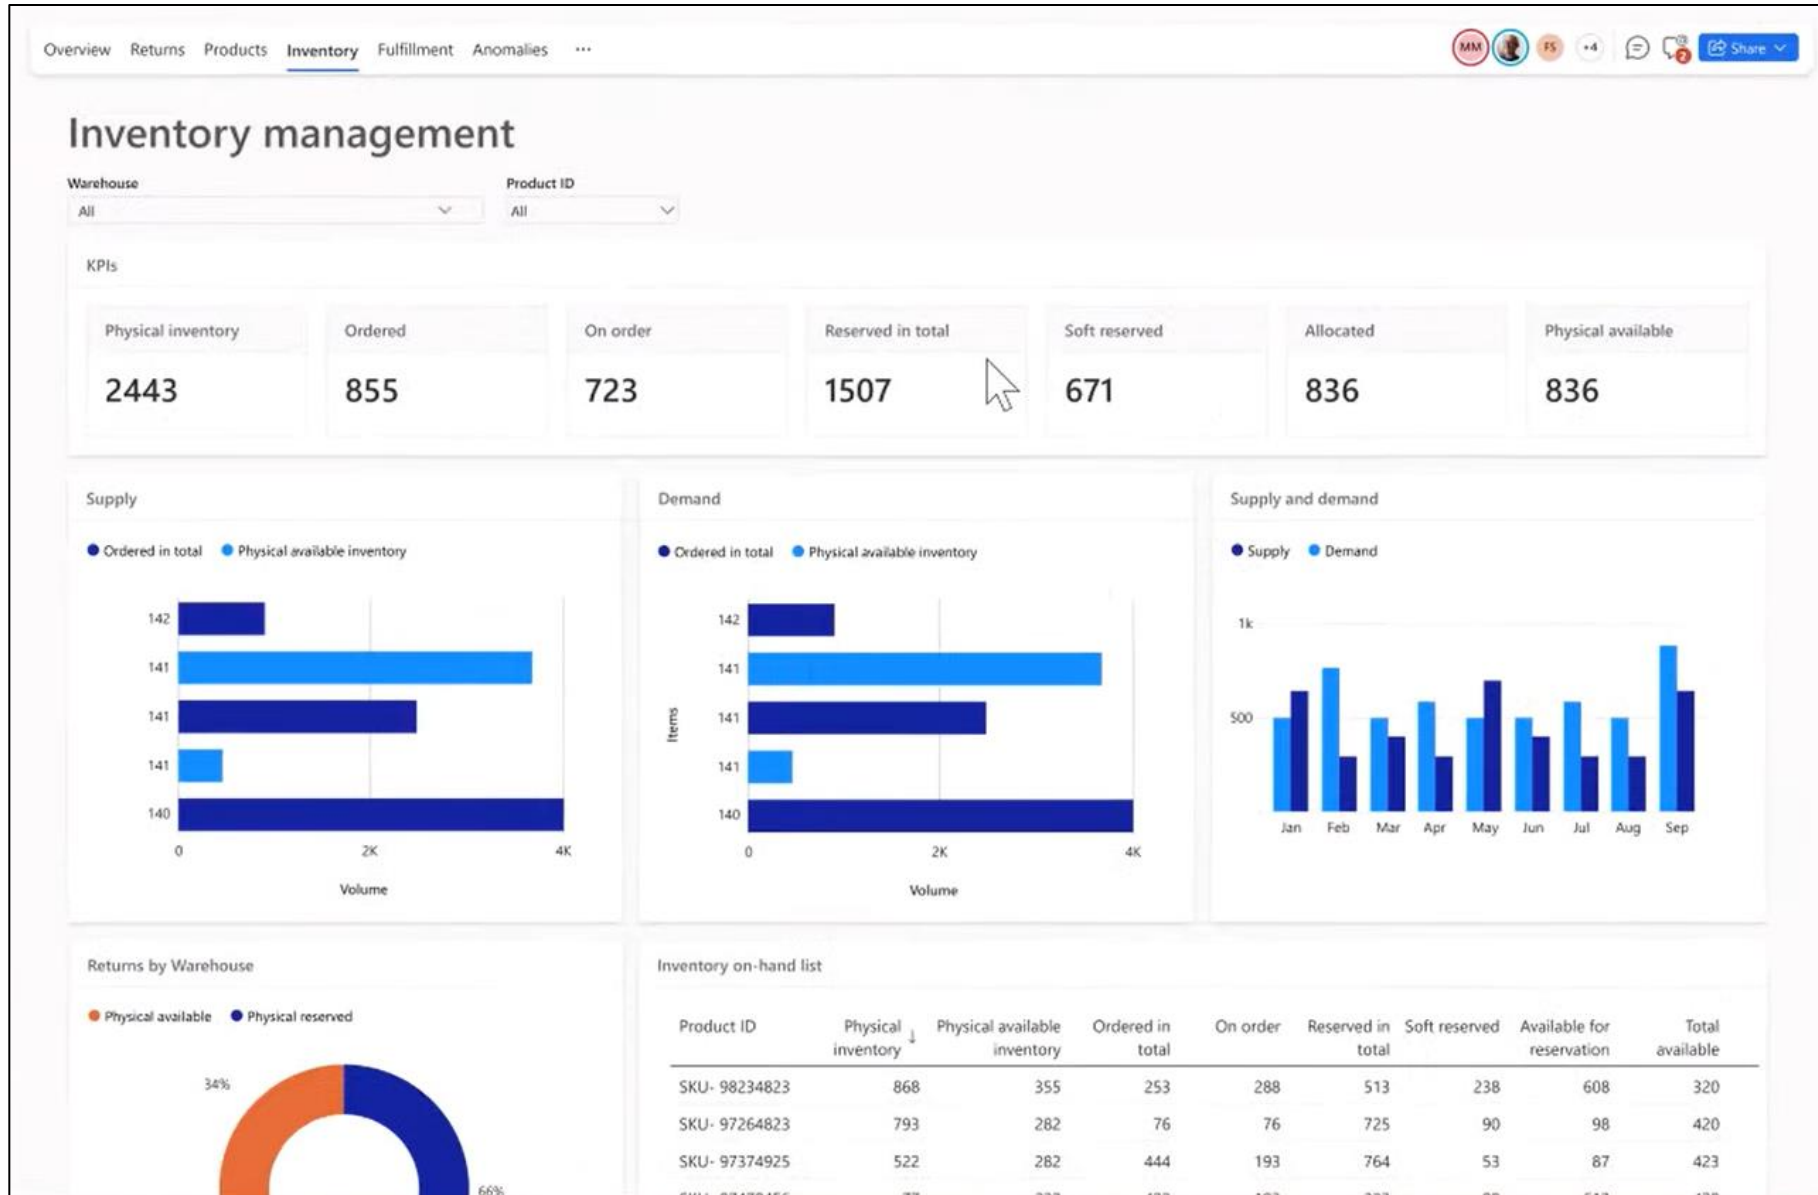 Overview Returns Products Inventory Fulfillment Anomalies ...
MM FS +4 2 Share
Inventory management
Warehouse Product ID
All All
KPIs
Physical inventory Ordered On order Reserved in total Soft reserved Allocated Physical available
2443 855 723 1507 671 836 836
Supply
Ordered in total Physical available inventory
142
141
141
141
140
0 2K 4K
Volume
Demand
Ordered in total Physical available inventory
Items
142
141
141
141
140
0 2K 4K
Volume
Supply and demand
Supply Demand
1k
500
Jan Feb Mar Apr May Jun Jul Aug Sep
Returns by Warehouse
Physical available Physical reserved
34%
66%
Inventory on-hand list
Product ID Physical inventory Physical available inventory Ordered in total On order Reserved in total Soft reserved Available for reservation Total available
SKU- 98234823 868 355 253 288 513 238 608 320
SKU- 97264823 793 282 76 76 725 90 98 420
SKU- 97374925 522 282 444 193 764 53 87 423